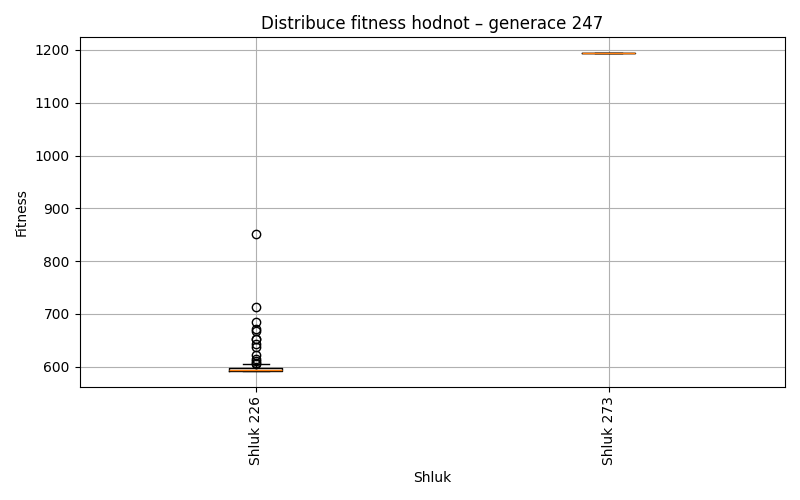 Distribuce fitness hodnot – generace 247
1200
1100
1000
900
800
700
600
Fitness
Shluk 226
Shluk 273
Shluk